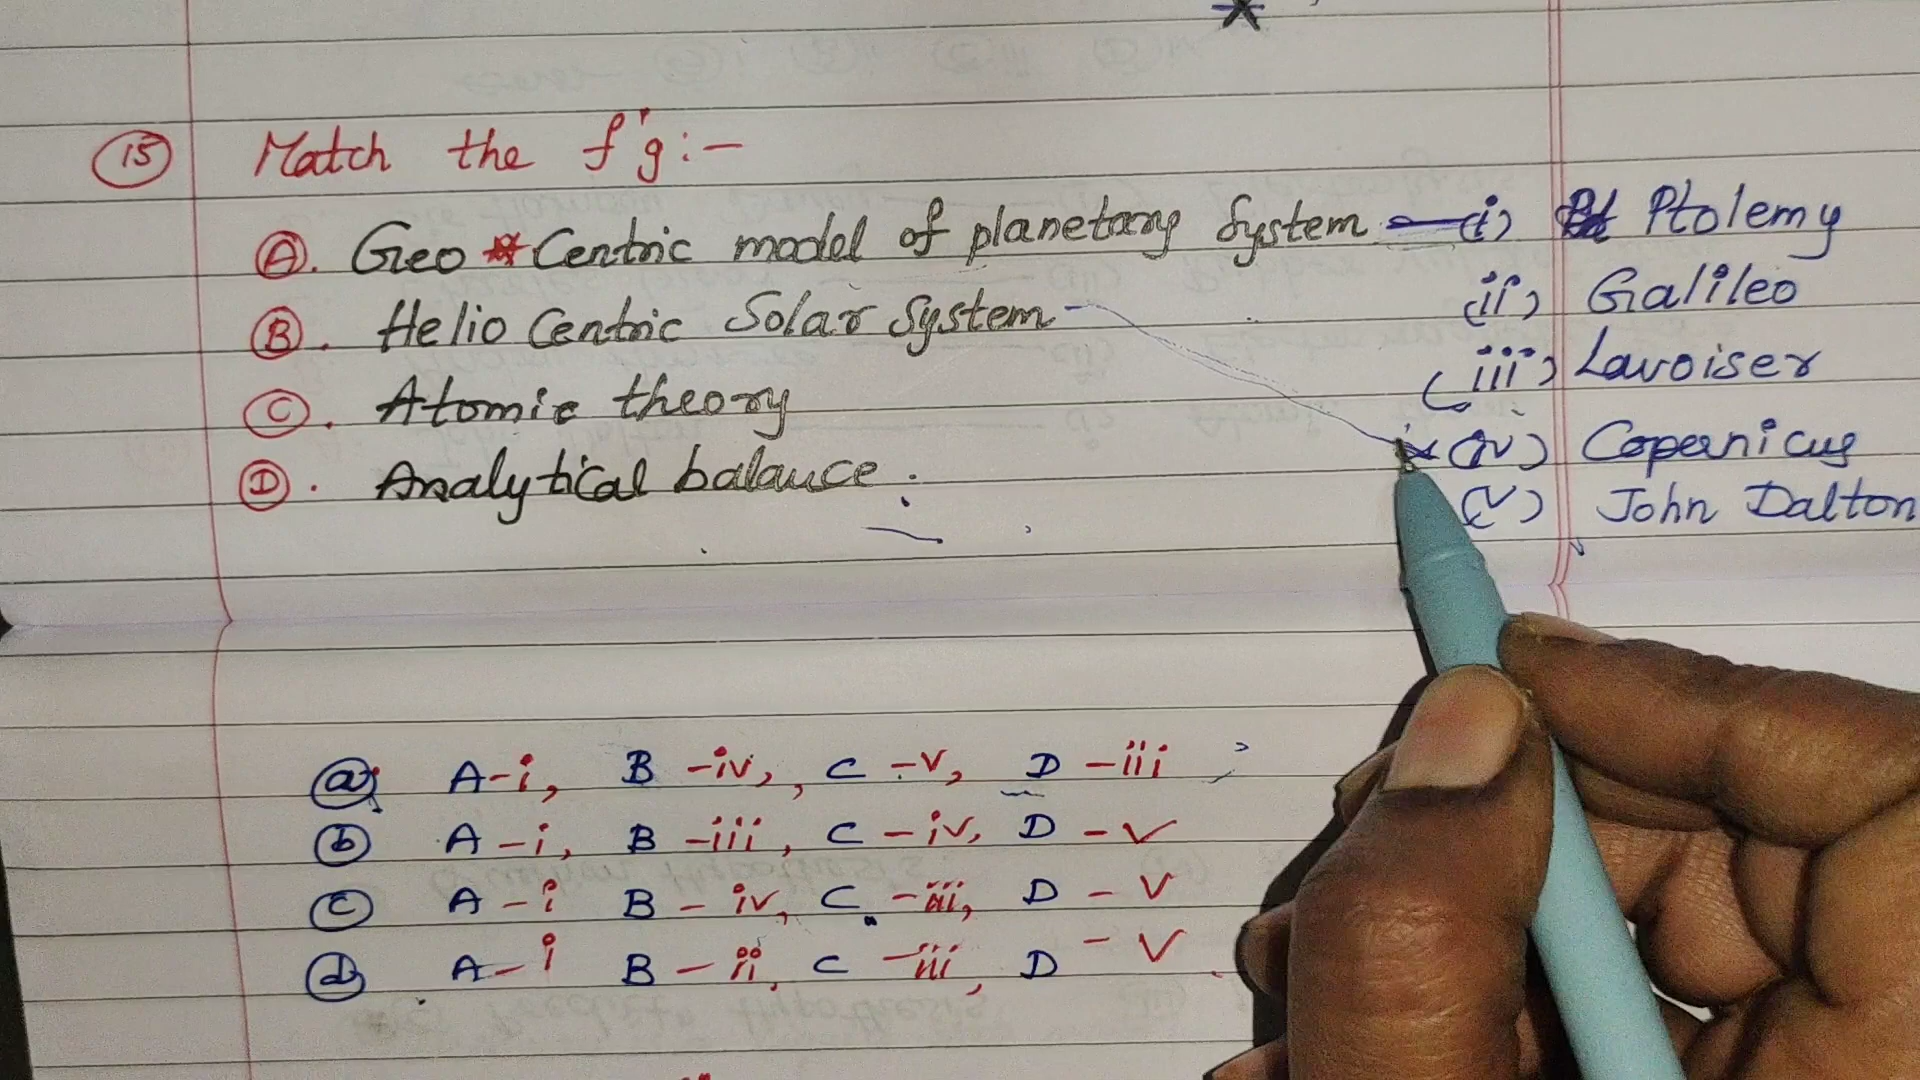 15 Match the f'g:-
A. Geo Centric model of planetary System - (i) Ptolemy
B. Helio Centric Solar System - (ii) Galileo
(iii) Lavoiser
C. Atomic theory
(iv) Copernicus
D. Analytical balance.
(v) John Dalton
a) A-i, B-iv, C-v, D-iii
b) A-i, B-iii, C-iv, D-v
c) A-i B-iv, C-iii, D-v
d) A-i B-ii, C-iii, D-v